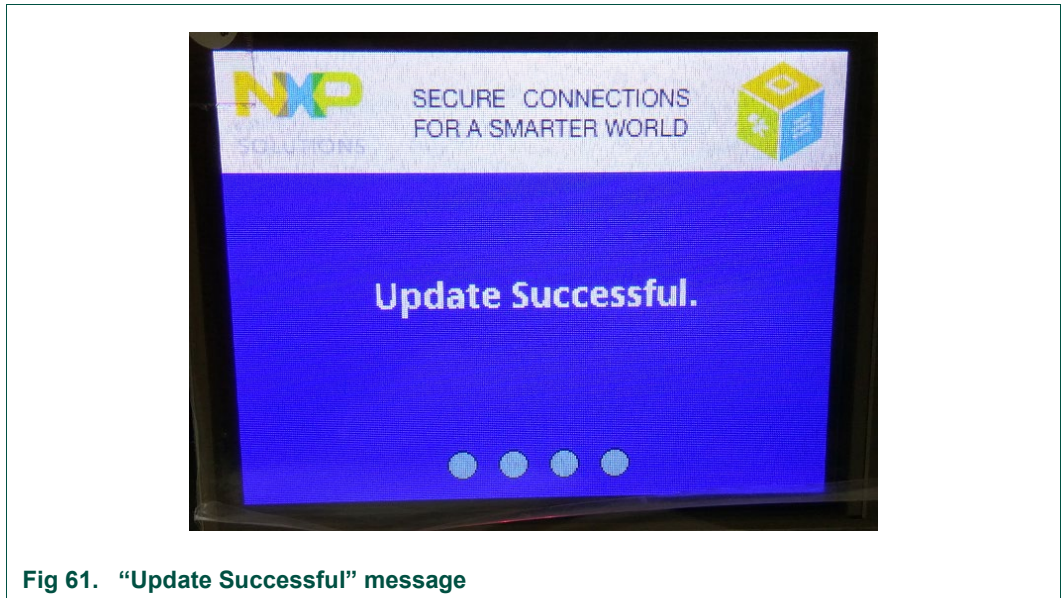 NXP
SECURE CONNECTIONS
FOR A SMARTER WORLD
SOLUTIONS
Update Successful.
Fig 61. “Update Successful” message